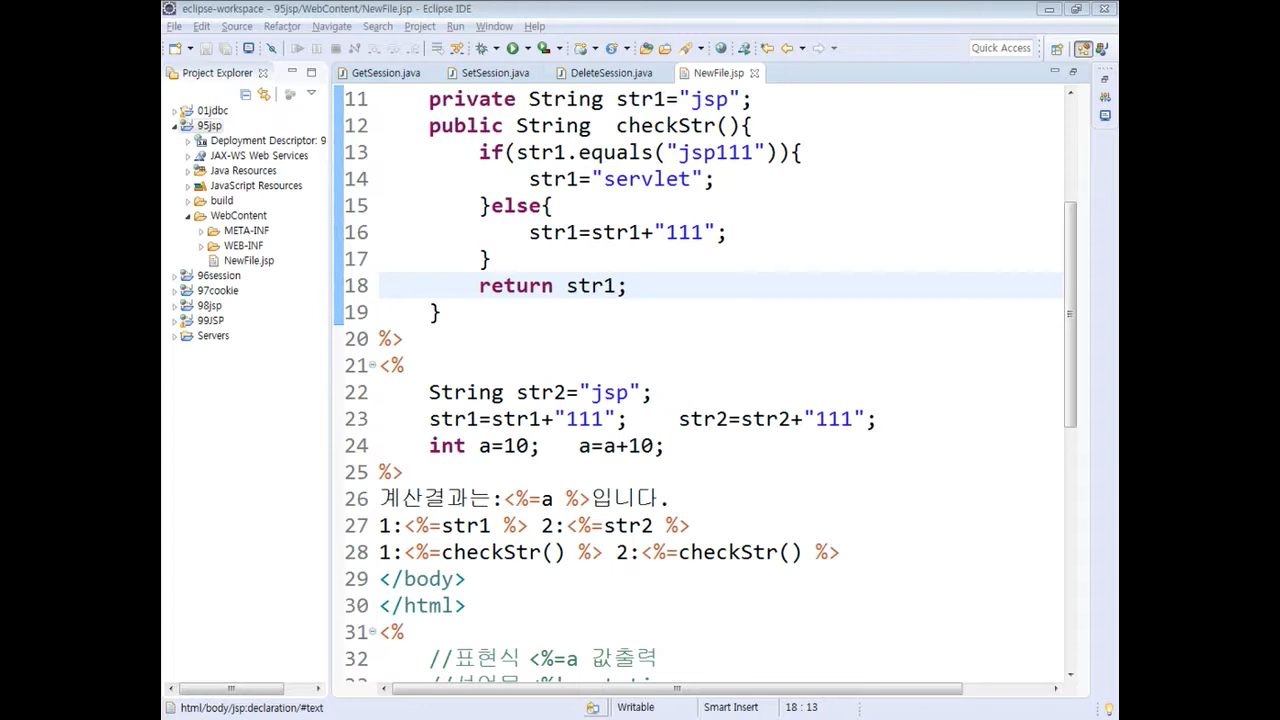 eclipse-workspace - 95jsp/WebContent/NewFile.jsp - Eclipse IDE
File Edit Source Refactor Navigate Search Project Run Window Help
Quick Access
Project Explorer
GetSession.java SetSession.java DeleteSession.java NewFile.jsp
01jdbc
95jsp
Deployment Descriptor: 9
JAX-WS Web Services
Java Resources
JavaScript Resources
build
WebContent
META-INF
WEB-INF
NewFile.jsp
96session
97cookie
98jsp
99JSP
Servers
11 private String str1="jsp";
12 public String checkStr(){
13 if(str1.equals("jsp111")){
14 str1="servlet";
15 }else{
16 str1=str1+"111";
17 }
18 return str1;
19 }
20 %>
21 <%
22 String str2="jsp";
23 str1=str1+"111"; str2=str2+"111";
24 int a=10; a=a+10;
25 %>
26 계산결과는:<%=a %>입니다.
27 1:<%=str1 %> 2:<%=str2 %>
28 1:<%=checkStr() %> 2:<%=checkStr() %>
29 </body>
30 </html>
31 <%
32 //표현식 <%=a 값출력
html/body/jsp:declaration/#text
Writable
Smart Insert
18 : 13